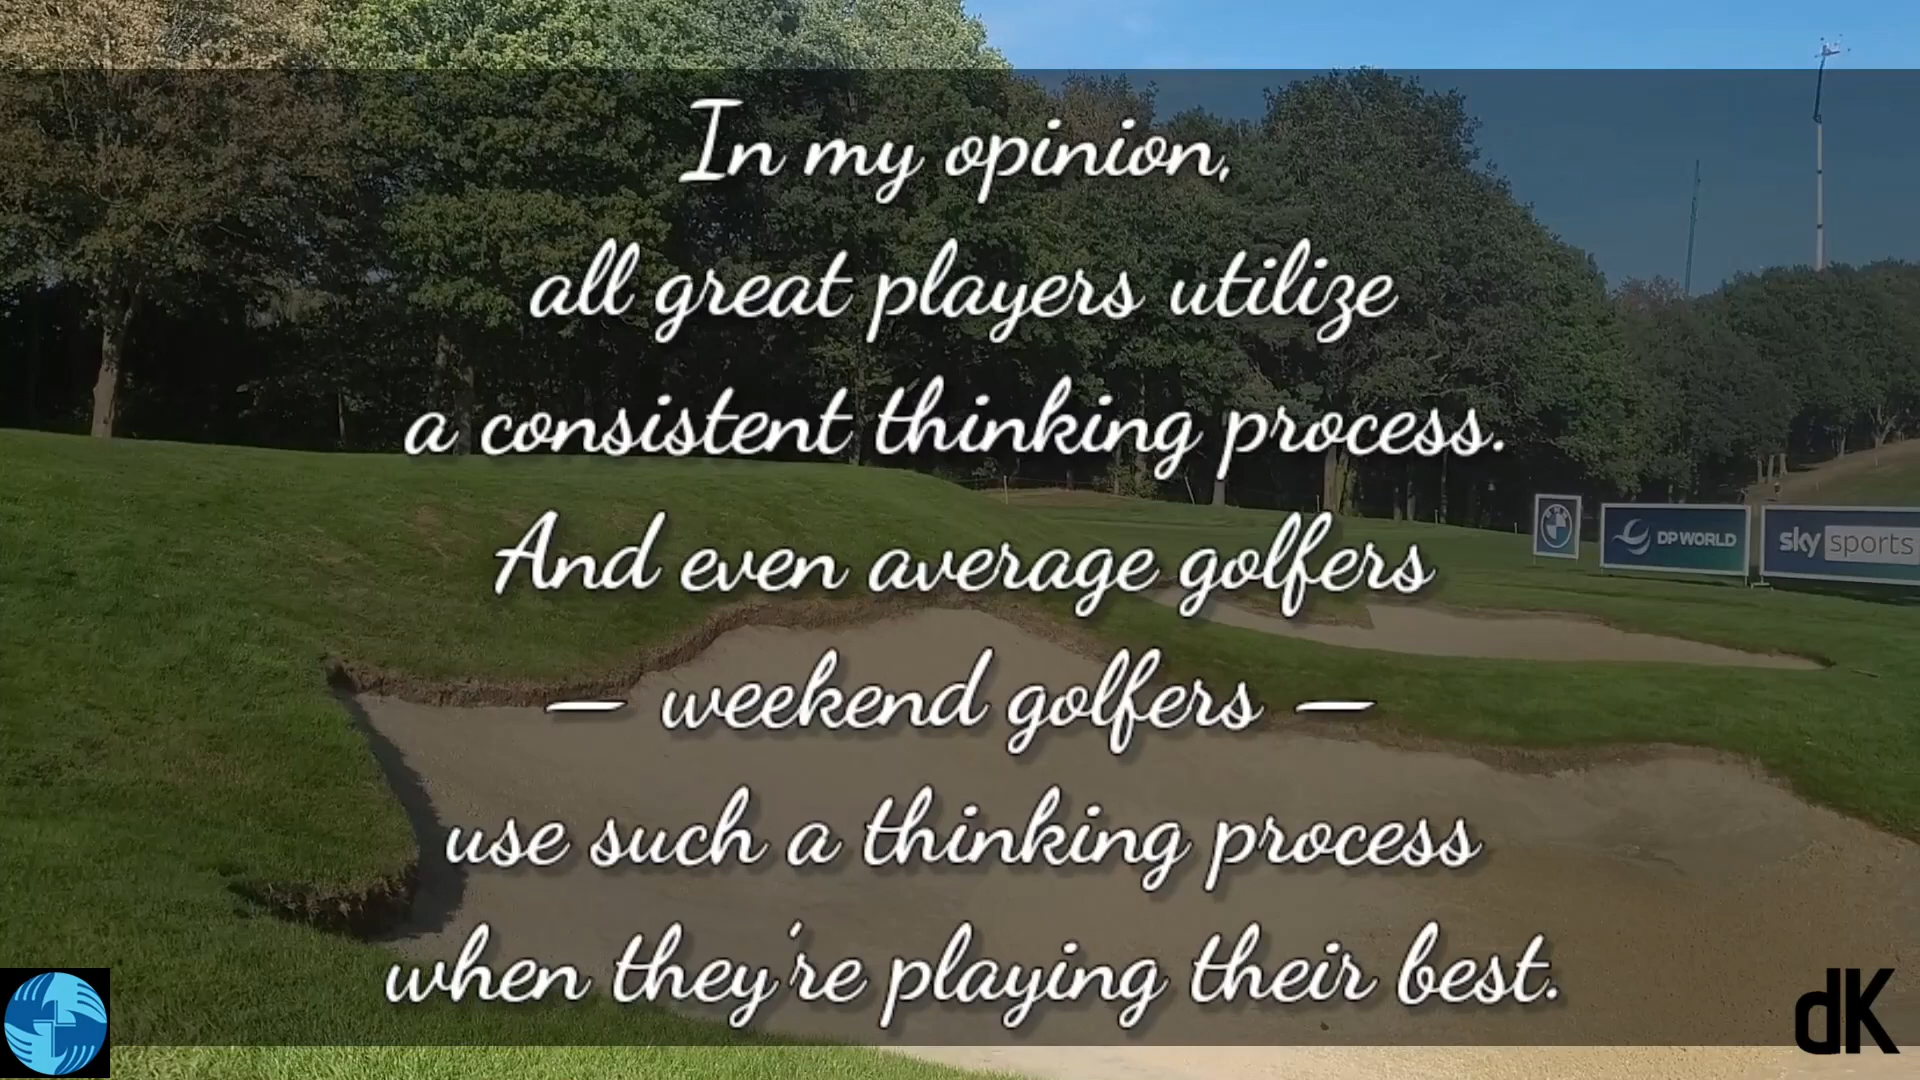 In my opinion,
all great players utilize
a consistent thinking process.
And even average golfers
— weekend golfers —
use such a thinking process
when they're playing their best.
DP WORLD
sky sports
BMW
dK